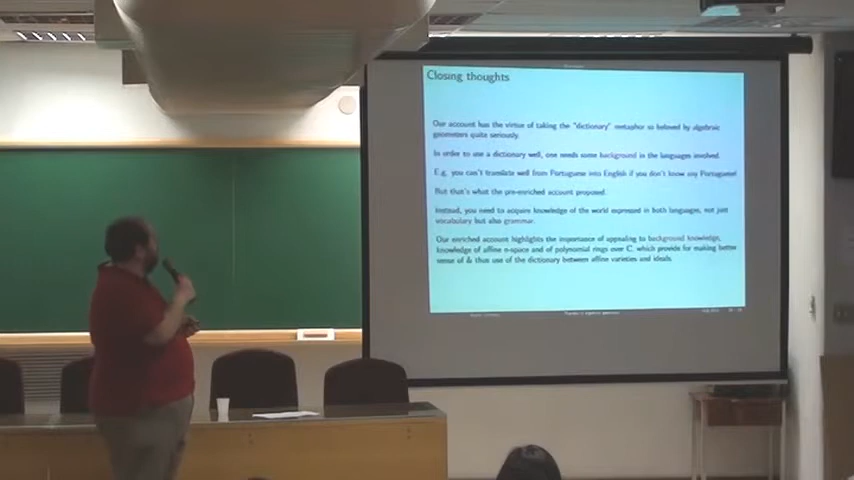 Closing thoughts
Our account has the virtue of taking the "dictionary" metaphor so beloved by algebraic
geometers quite seriously.
In order to use a dictionary well, one needs some background in the languages involved.
E.g. you can't translate well from Portuguese into English if you don't know any Portuguese!
But that's what the pre-enriched account proposed.
Instead, you need to acquire knowledge of the world expressed in both languages, not just
vocabulary but also grammar.
Our enriched account highlights the importance of appealing to background knowledge,
knowledge of affine n-space and of polynomial rings over C, which provide for making better
sense of & thus use of the dictionary between affine varieties and ideals.